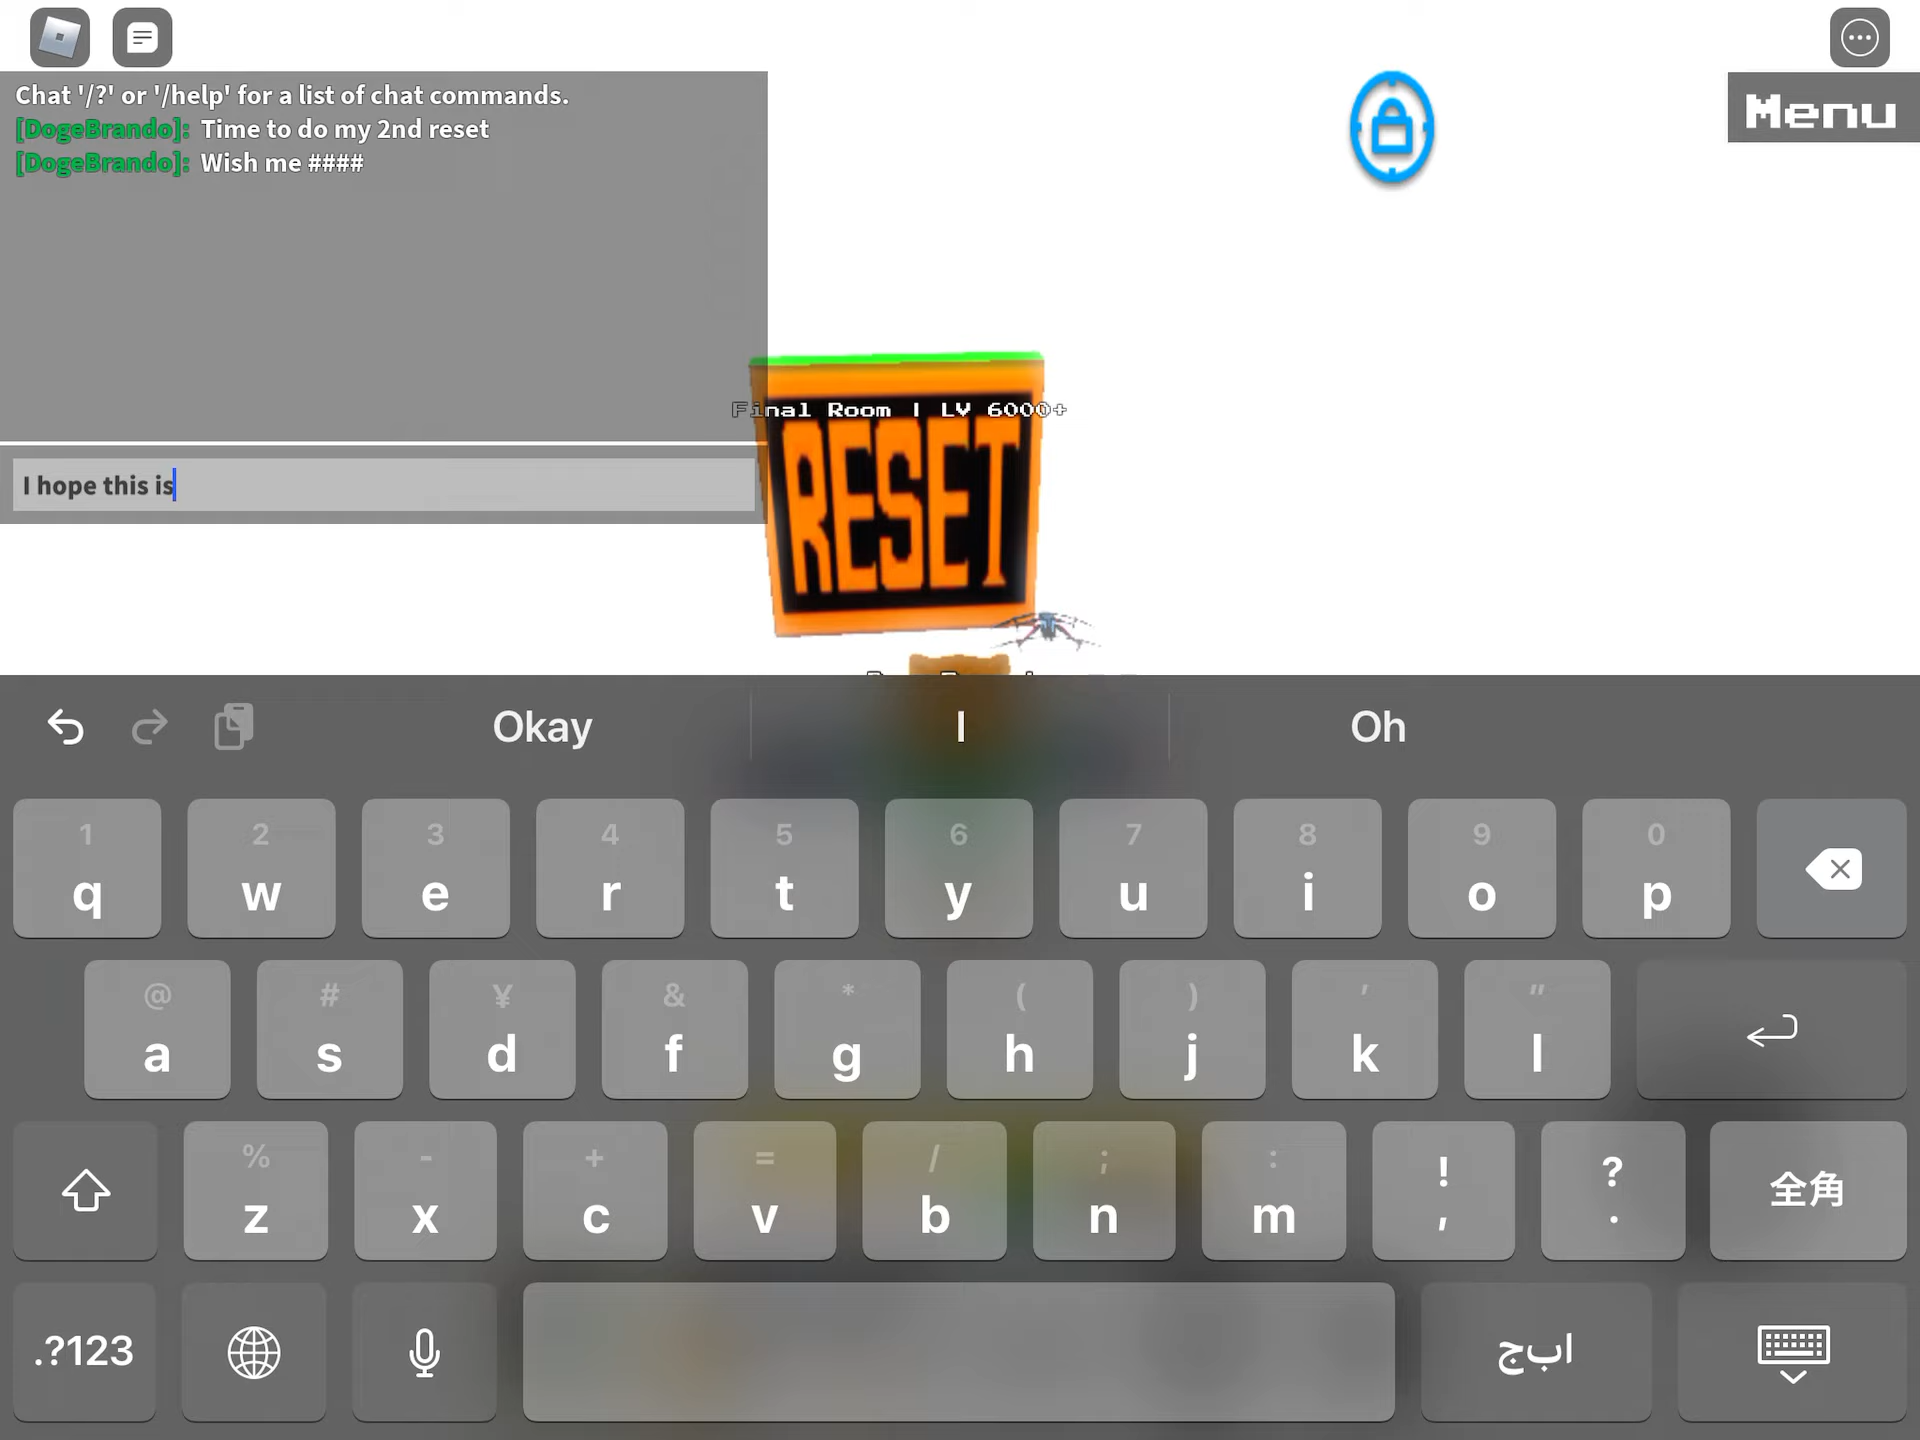 Chat '/?' or '/help' for a list of chat commands.
[DogeBrando]: Time to do my 2nd reset
[DogeBrando]: Wish me ####
Menu
Final Room | LV 6000+
RESET
I hope this is
Okay I Oh
1 2 3 4 5 6 7 8 9 0
q w e r t y u i o p
@ # ¥ & * ( ) ' "
a s d f g h j k l
% - + = / ; : ! ?
z x c v b n m , . 全角
.?123 ابج